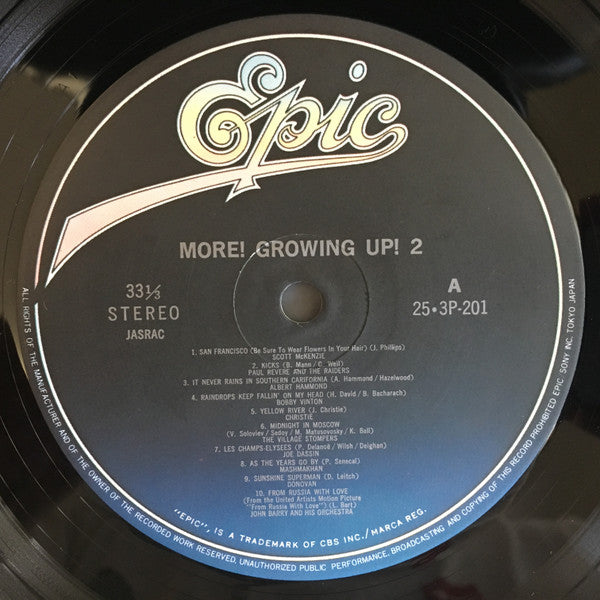 Epic
MORE! GROWING UP! 2
33⅓
STEREO
JASRAC
A
25•3P-201
1. SAN FRANCISCO (Be Sure To Wear Flowers In Your Hair) (J. Phillips)
SCOTT McKENZIE
2. KICKS (B. Mann / C. Weil)
PAUL REVERE AND THE RAIDERS
3. IT NEVER RAINS IN SOUTHERN CARIFORNIA (A. Hammond / Hazelwood)
ALBERT HAMMOND
4. RAINDROPS KEEP FALLIN' ON MY HEAD (H. David / B. Bacharach)
BOBBY VINTON
5. YELLOW RIVER (J. Christie)
CHRISTIE
6. MIDNIGHT IN MOSCOW
(V. Soloviev / Sedoy / M. Matusovsky / K. Ball)
THE VILLAGE STOMPERS
7. LES CHAMPS-ELYSEES (P. Delancé / Wilsh / Deighan)
JOE DASSIN
8. AS THE YEARS GO BY (P. Senecal)
MASHMAKHAN
9. SUNSHINE SUPERMAN (D. Leitch)
DONOVAN
10. FROM RUSSIA WITH LOVE
(From the United Artists Motion Picture
"From Russia With Love") (L. Bart)
JOHN BARRY AND HIS ORCHESTRA
"EPIC", IS A TRADEMARK OF CBS INC./MARCA REG.
ALL RIGHTS OF THE MANUFACTURER AND OF THE OWNER OF THE RECORDED WORK RESERVED, UNAUTHORIZED PUBLIC PERFORMANCE, BROADCASTING AND COPYING OF THIS RECORD PROHIBITED EPIC. SONY INC. TOKYO JAPAN